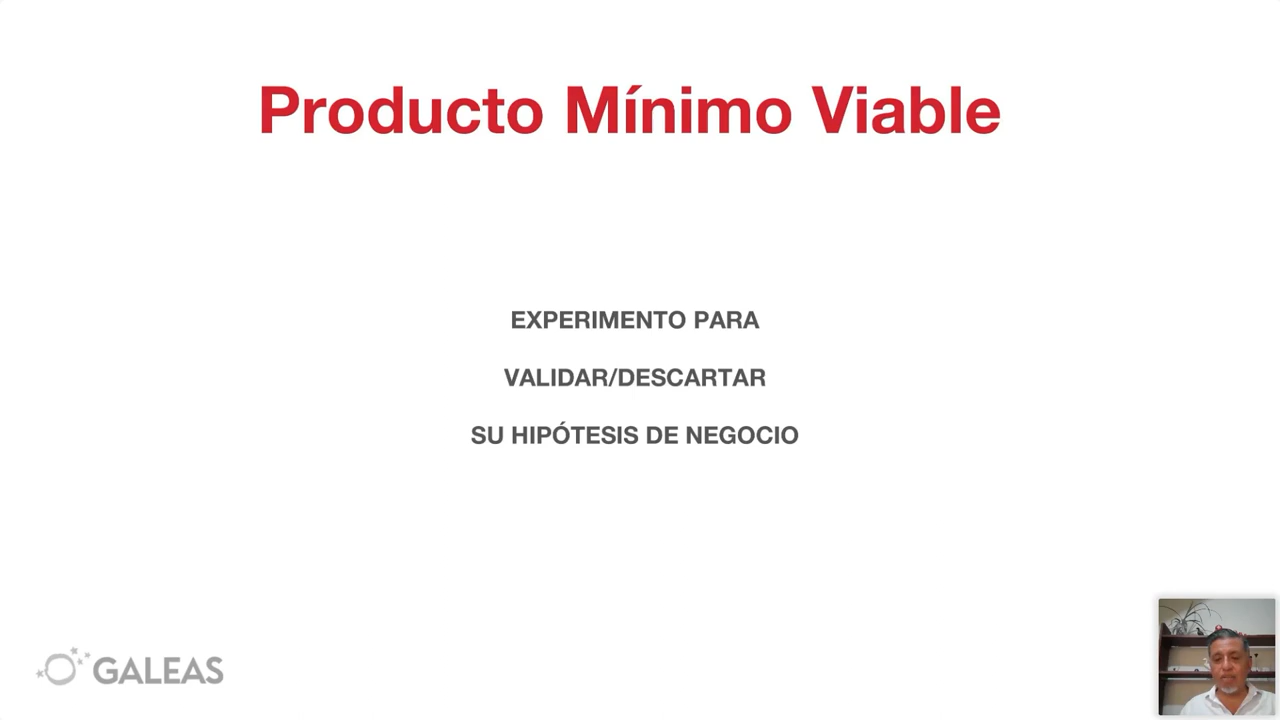 Producto Mínimo Viable
EXPERIMENTO PARA
VALIDAR/DESCARTAR
SU HIPÓTESIS DE NEGOCIO
GALEAS